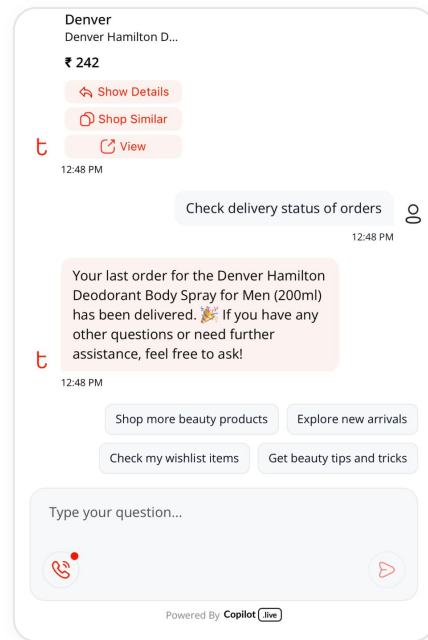 Denver
Denver Hamilton D...
₹ 242
Show Details
Shop Similar
View
12:48 PM
Check delivery status of orders
12:48 PM
Your last order for the Denver Hamilton
Deodorant Body Spray for Men (200ml)
has been delivered. 🎉 If you have any
other questions or need further
assistance, feel free to ask!
12:48 PM
Shop more beauty products
Explore new arrivals
Check my wishlist items
Get beauty tips and tricks
Type your question...
Powered By Copilot .live